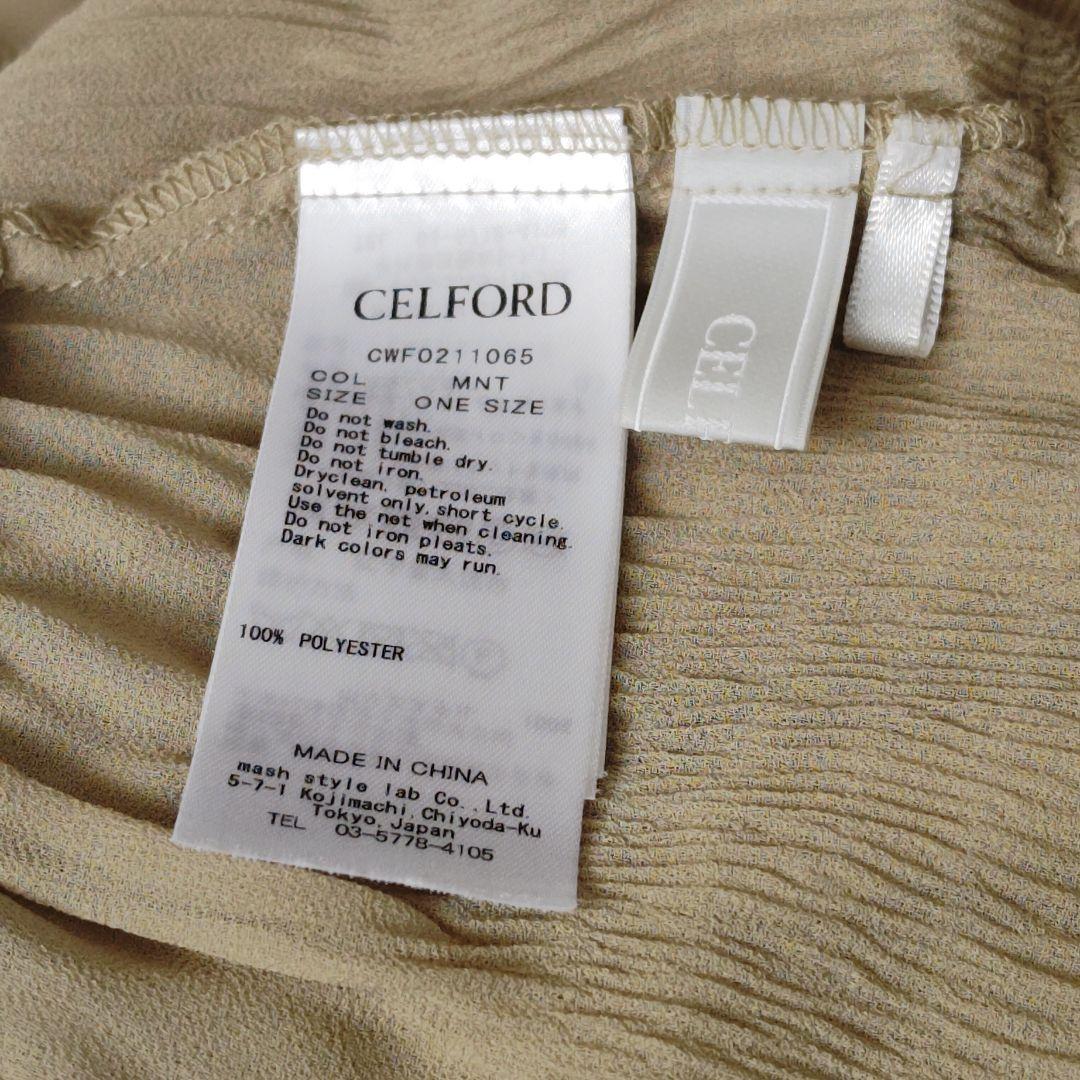 CELFORD
CWF0211065
COL MNT
SIZE ONE SIZE
Do not wash.
Do not bleach.
Do not tumble dry.
Do not iron.
Dryclean, petroleum
solvent only,short cycle.
Use the net when cleaning.
Do not iron pleats.
Dark colors may run.
100% POLYESTER
MADE IN CHINA
mash style lab Co.,Ltd.
5-7-1 Kojimachi,Chiyoda-Ku
Tokyo,Japan
TEL 03-5778-4105
CEL